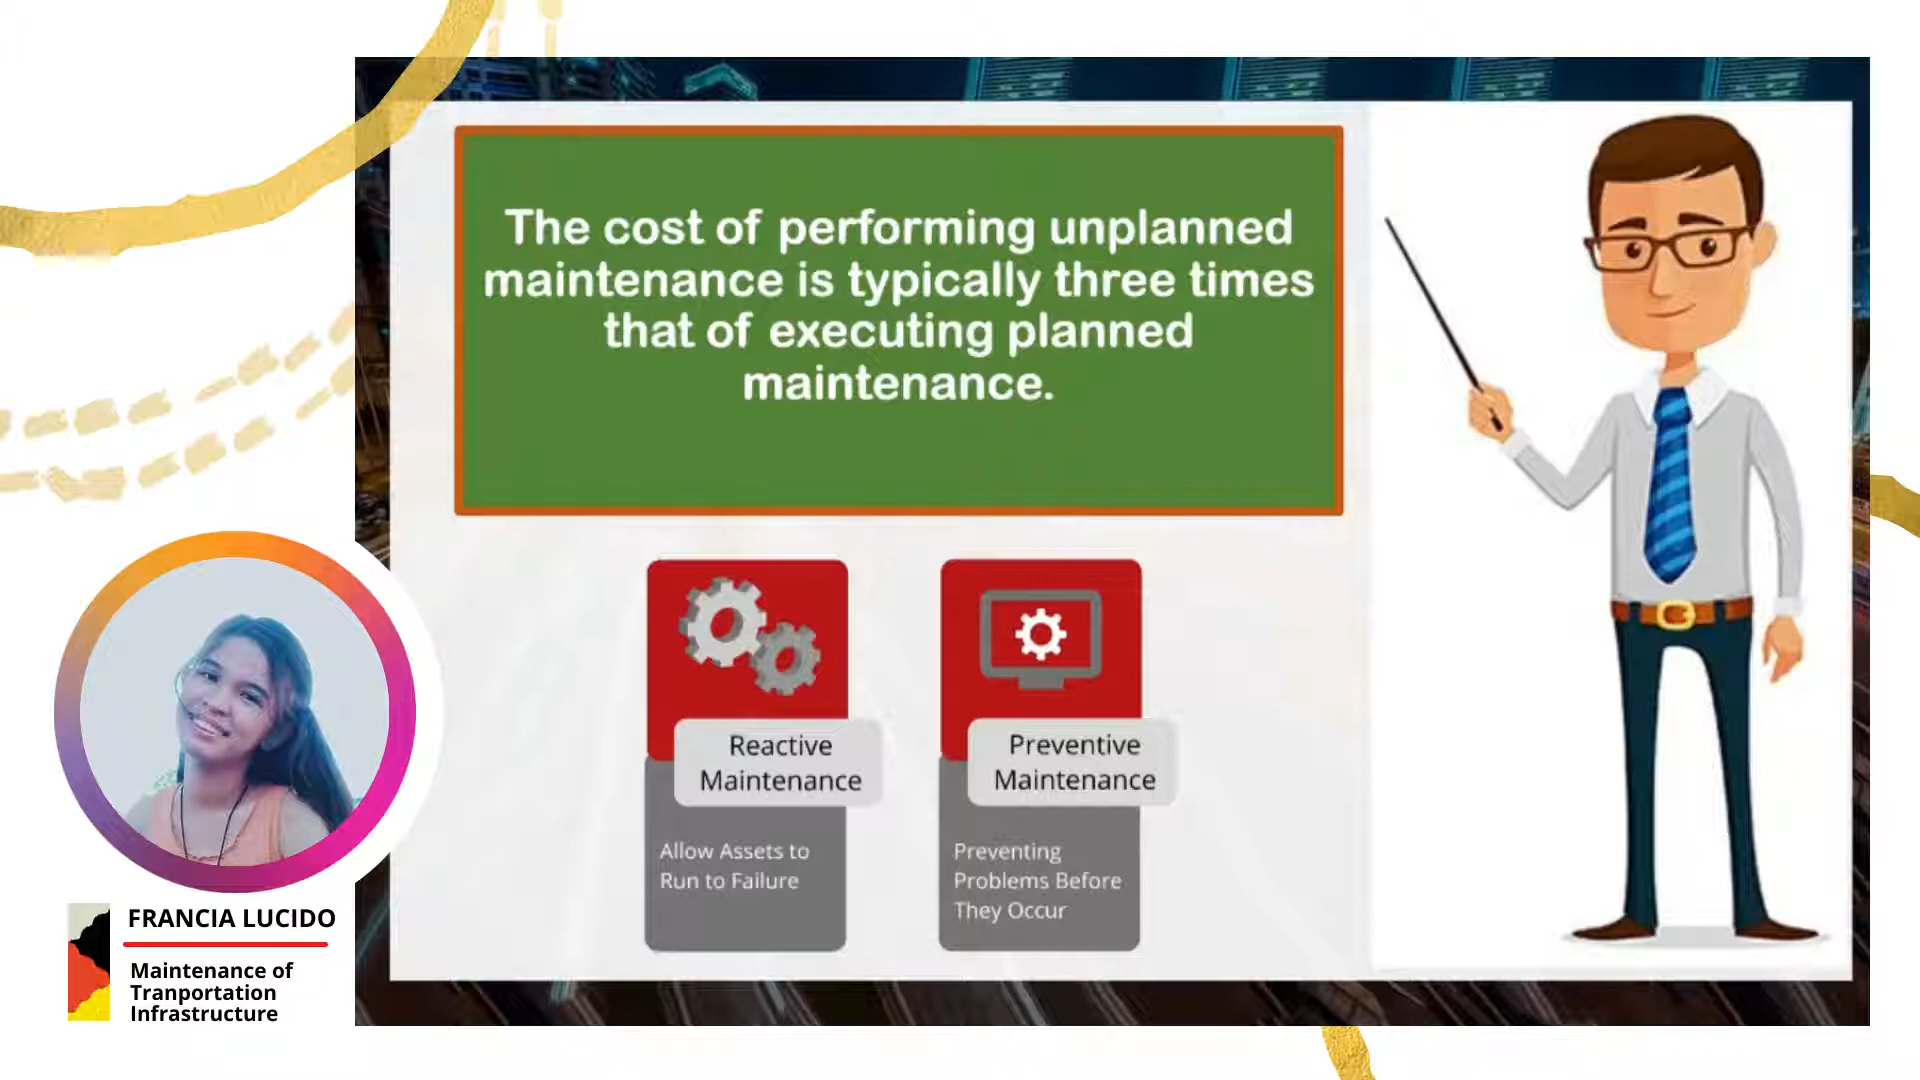 The cost of performing unplanned
maintenance is typically three times
that of executing planned
maintenance.
Reactive
Maintenance
Allow Assets to
Run to Failure
Preventive
Maintenance
Preventing
Problems Before
They Occur
FRANCIA LUCIDO
Maintenance of
Tranportation
Infrastructure